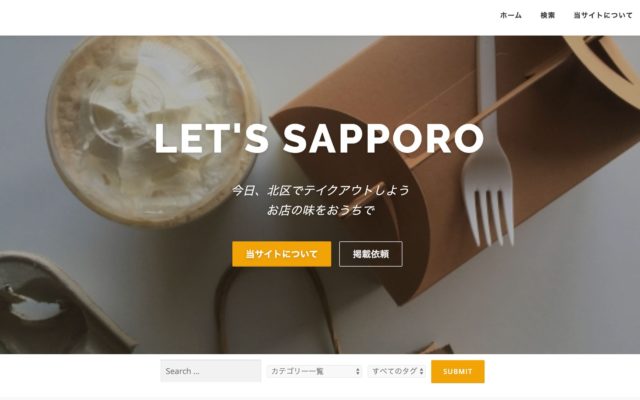 ホーム 検索 当サイトについて
LET'S SAPPORO
今日、北区でテイクアウトしよう
お店の味をおうちで
当サイトについて 掲載依頼
Search ... カテゴリー一覧 すべてのタグ SUBMIT